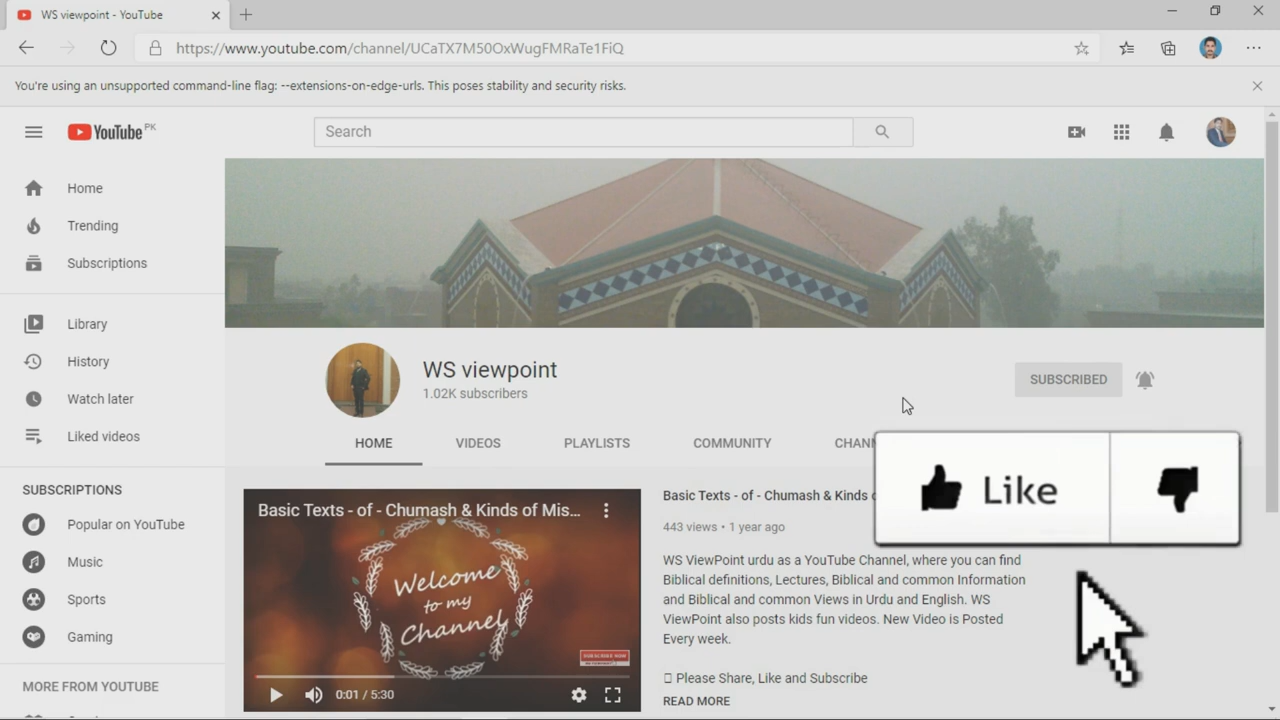 WS viewpoint - YouTube
https://www.youtube.com/channel/UCaTX7M50OxWugFMRaTe1FiQ
You're using an unsupported command-line flag: --extensions-on-edge-urls. This poses stability and security risks.
YouTube PK
Search
Home
Trending
Subscriptions
Library
History
Watch later
Liked videos
SUBSCRIPTIONS
Popular on YouTube
Music
Sports
Gaming
MORE FROM YOUTUBE
WS viewpoint
1.02K subscribers
SUBSCRIBED
HOME VIDEOS PLAYLISTS COMMUNITY CHANN
Like
Basic Texts - of - Chumash & Kinds of Mis...
Welcome
to my
Channel
SUBSCRIBE NOW
0:01 / 5:30
Basic Texts - of - Chumash & Kinds o
443 views • 1 year ago
WS ViewPoint urdu as a YouTube Channel, where you can find
Biblical definitions, Lectures, Biblical and common Information
and Biblical and common Views in Urdu and English. WS
ViewPoint also posts kids fun videos. New Video is Posted
Every week.
Please Share, Like and Subscribe
READ MORE